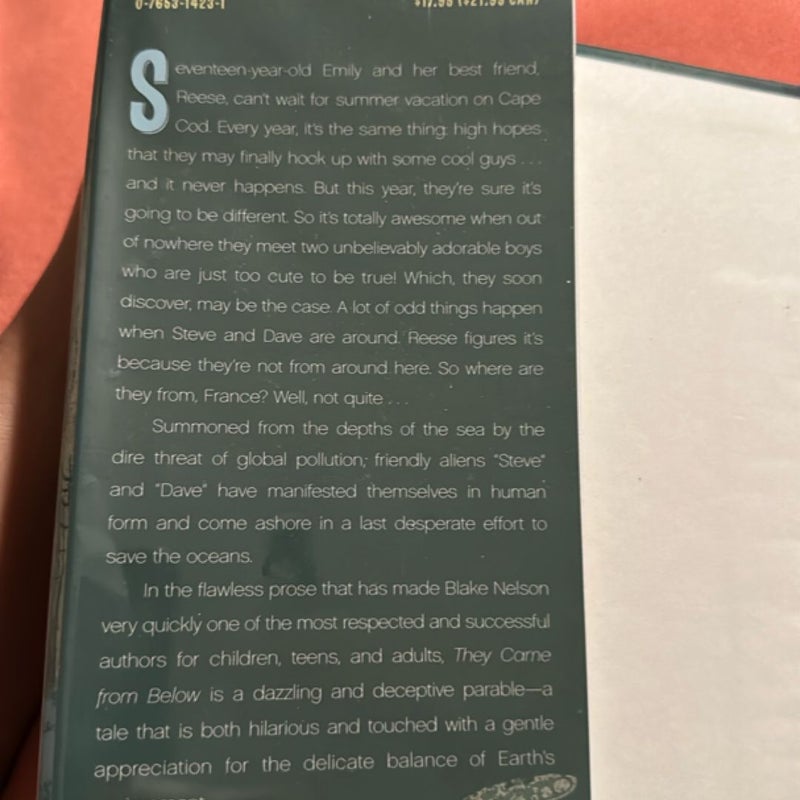 0-7653-1423-1 $17.95 ($21.95 CAN)
Seventeen-year-old Emily and her best friend,
Reese, can't wait for summer vacation on Cape
Cod. Every year, it's the same thing: high hopes
that they may finally hook up with some cool guys . . .
and it never happens. But this year, they're sure it's
going to be different. So it's totally awesome when out
of nowhere they meet two unbelievably adorable boys
who are just too cute to be true! Which, they soon
discover, may be the case. A lot of odd things happen
when Steve and Dave are around. Reese figures it's
because they're not from around here. So where are
they from, France? Well, not quite . . .
Summoned from the depths of the sea by the
dire threat of global pollution, friendly aliens "Steve"
and "Dave" have manifested themselves in human
form and come ashore in a last desperate effort to
save the oceans.
In the flawless prose that has made Blake Nelson
very quickly one of the most respected and successful
authors for children, teens, and adults, They Came
from Below is a dazzling and deceptive parable—a
tale that is both hilarious and touched with a gentle
appreciation for the delicate balance of Earth's